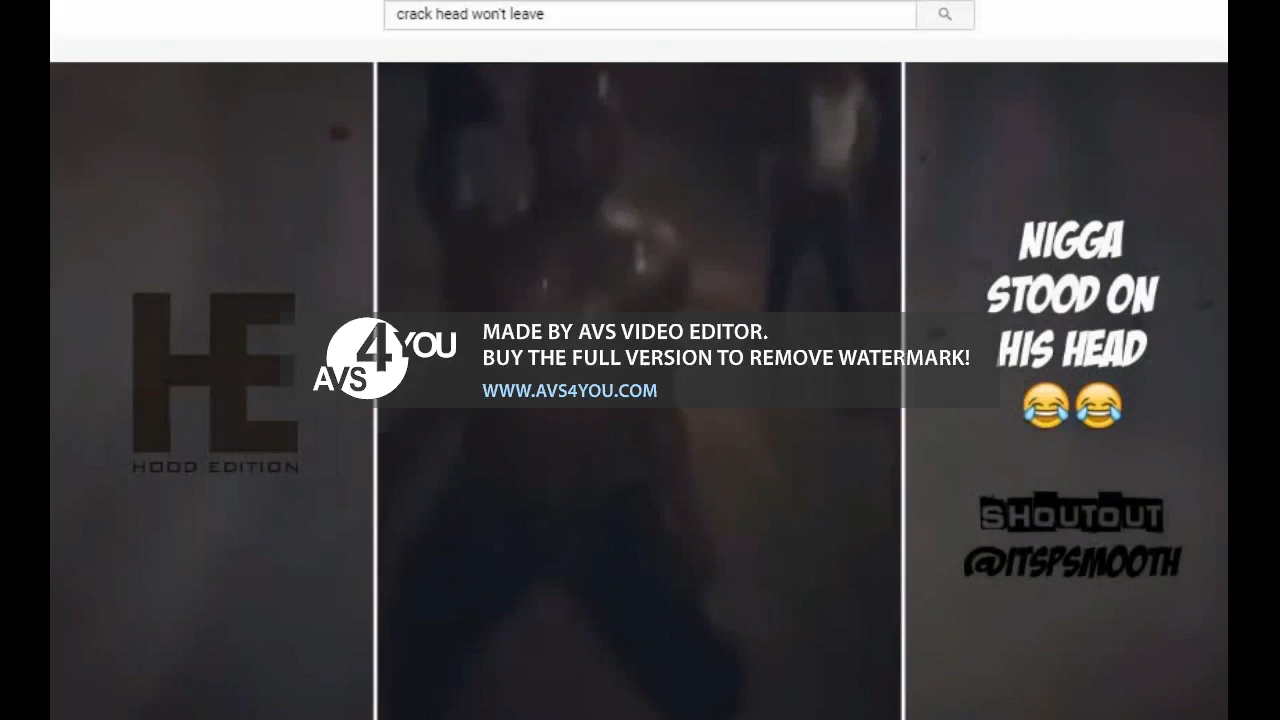 crack head won't leave
HE
HOOD EDITION
AVS4YOU
MADE BY AVS VIDEO EDITOR.
BUY THE FULL VERSION TO REMOVE WATERMARK!
WWW.AVS4YOU.COM
NIGGA
STOOD ON
HIS HEAD
😂😂
SHOUTOUT
@ITSPSMOOTH